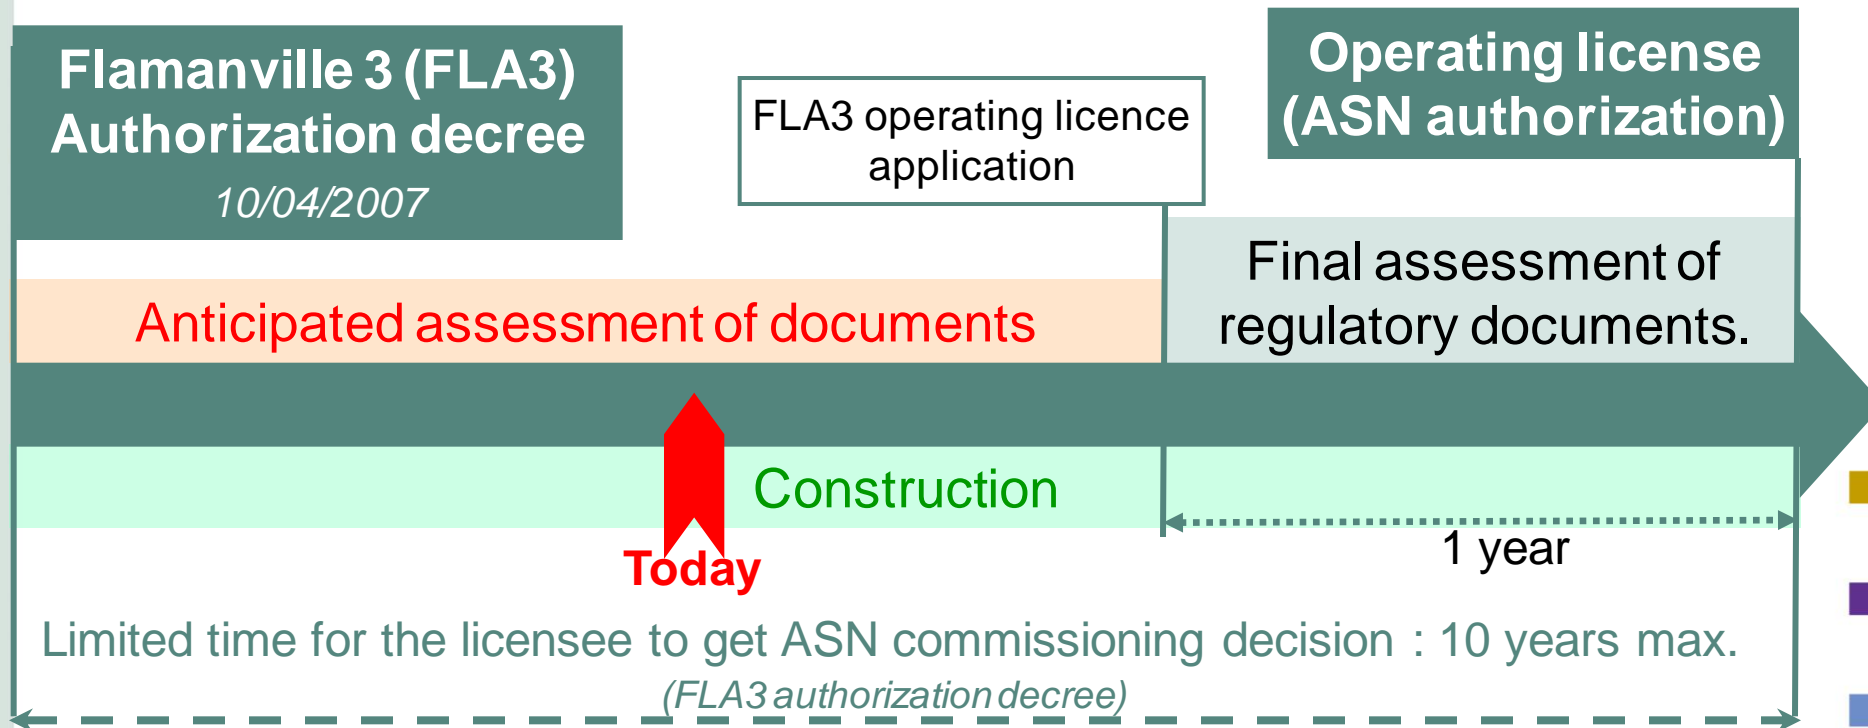 Flamanville 3 (FLA3)
Authorization decree
10/04/2007
FLA3 operating licence
application
Operating license
(ASN authorization)
Anticipated assessment of documents
Final assessment of
regulatory documents.
Construction
1 year
Today
Limited time for the licensee to get ASN commissioning decision : 10 years max.
(FLA3 authorization decree)